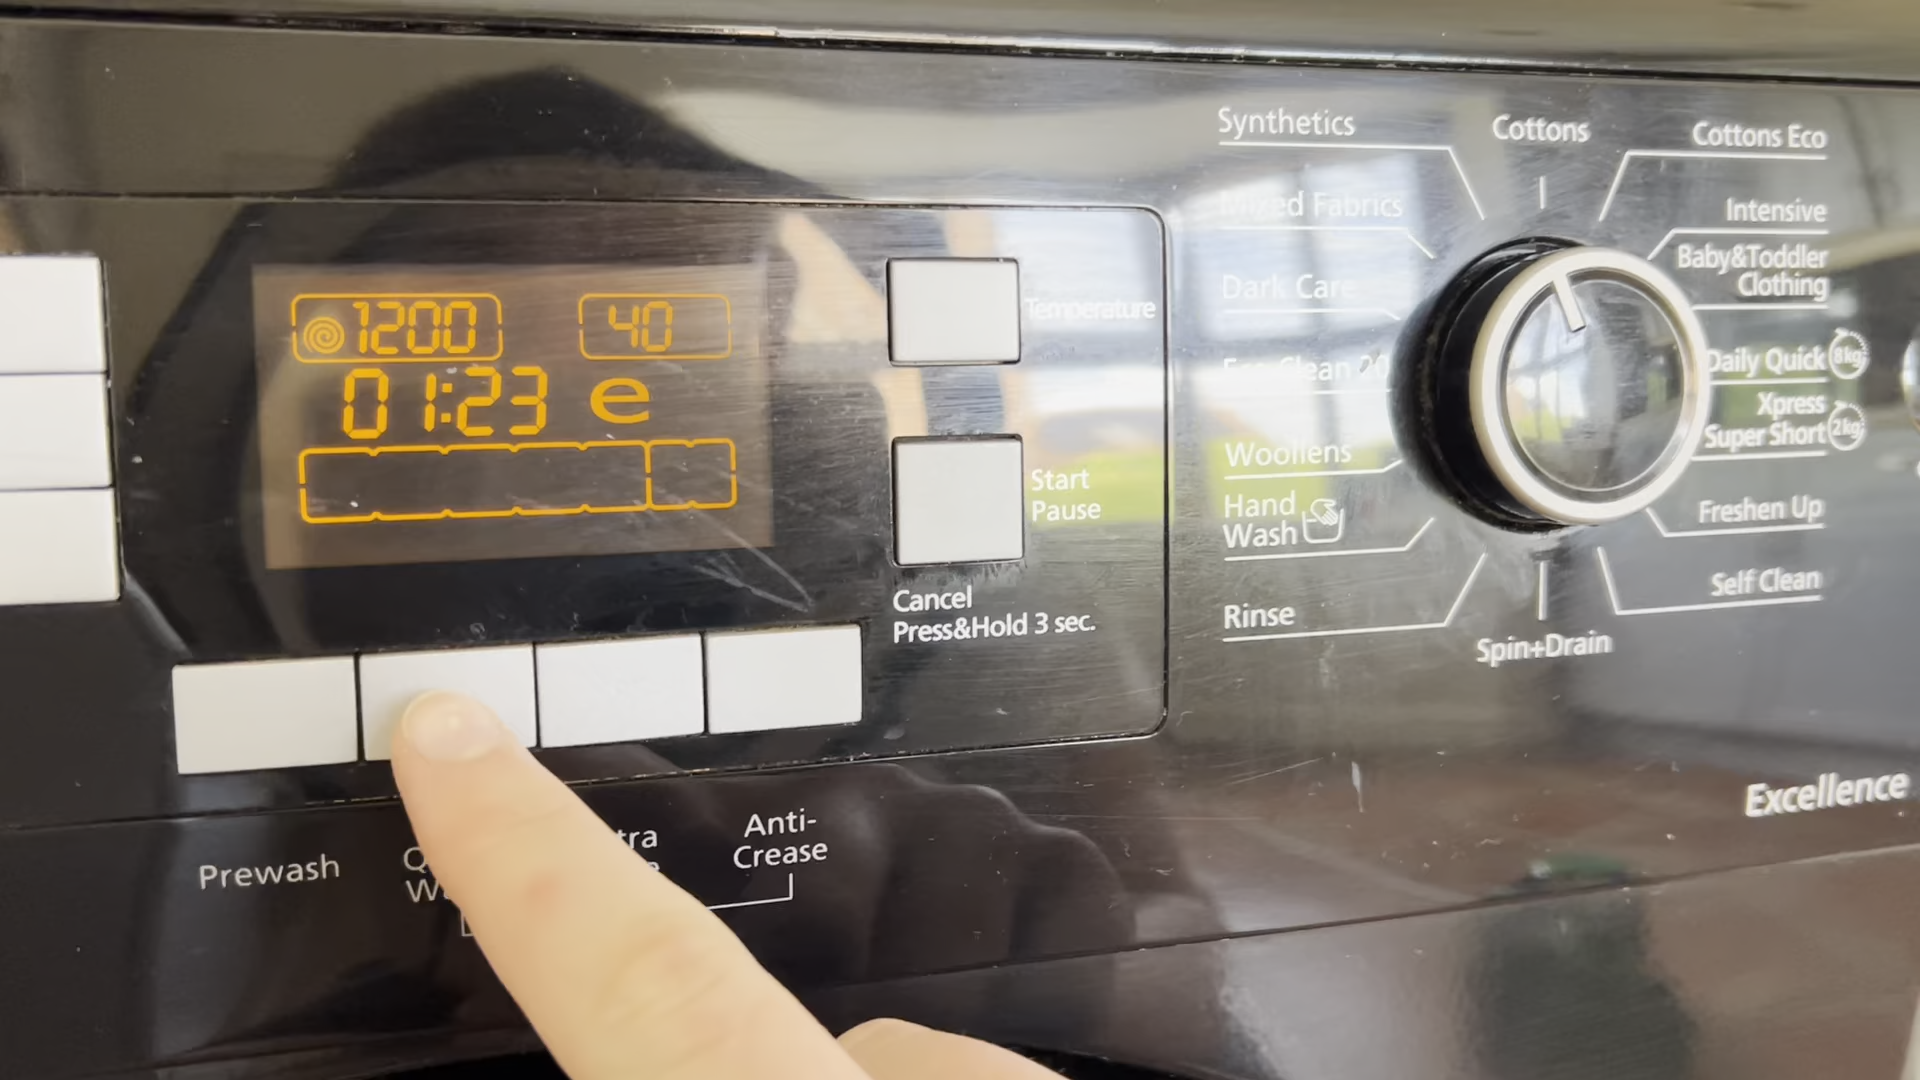 1200
40
01:23 e
Temperature
Start
Pause
Cancel
Press&Hold 3 sec.
Prewash
Anti-
Crease
Synthetics
Mixed Fabrics
Dark Care
Clean 20
Woollens
Hand
Wash
Rinse
Cottons
Cottons Eco
Intensive
Baby&Toddler
Clothing
Daily Quick 8kg
Xpress
Super Short 2kg
Freshen Up
Self Clean
Spin+Drain
Excellence